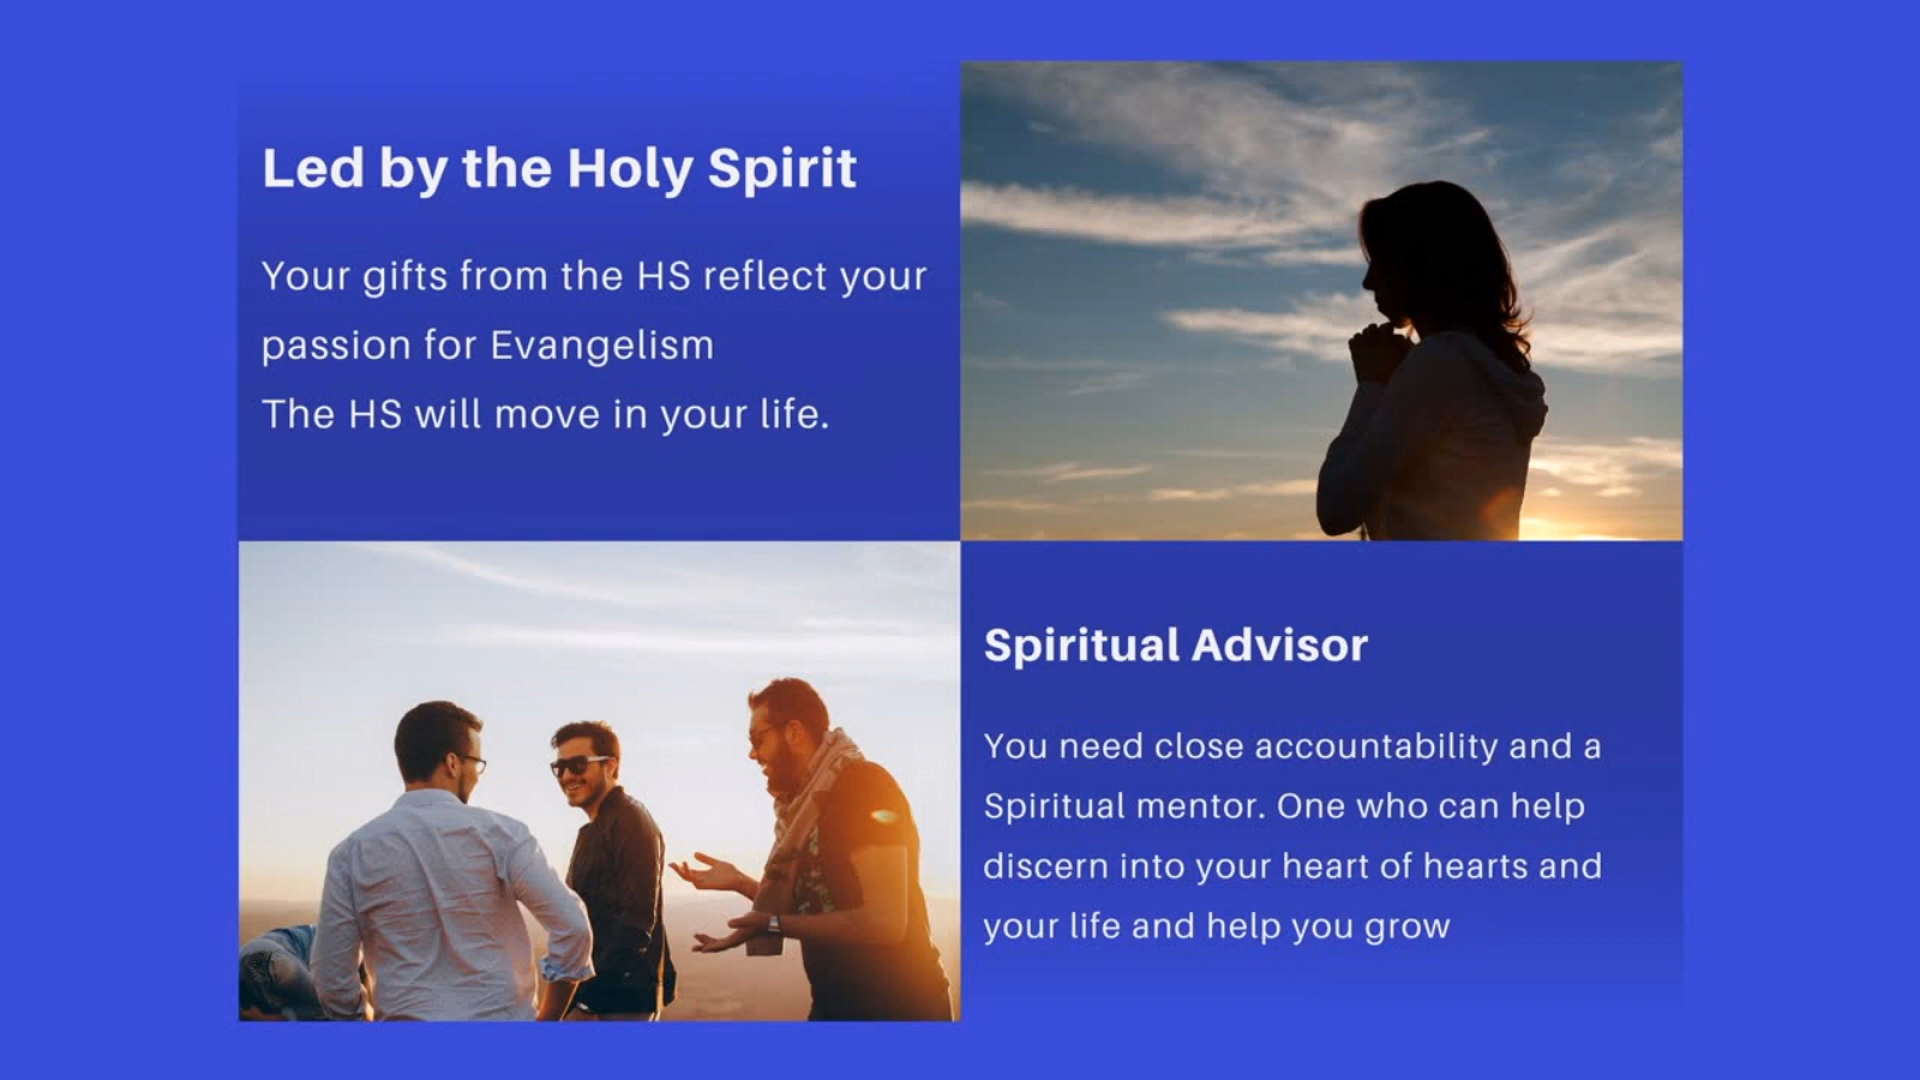 Led by the Holy Spirit
Your gifts from the HS reflect your
passion for Evangelism
The HS will move in your life.
Spiritual Advisor
You need close accountability and a
Spiritual mentor. One who can help
discern into your heart of hearts and
your life and help you grow